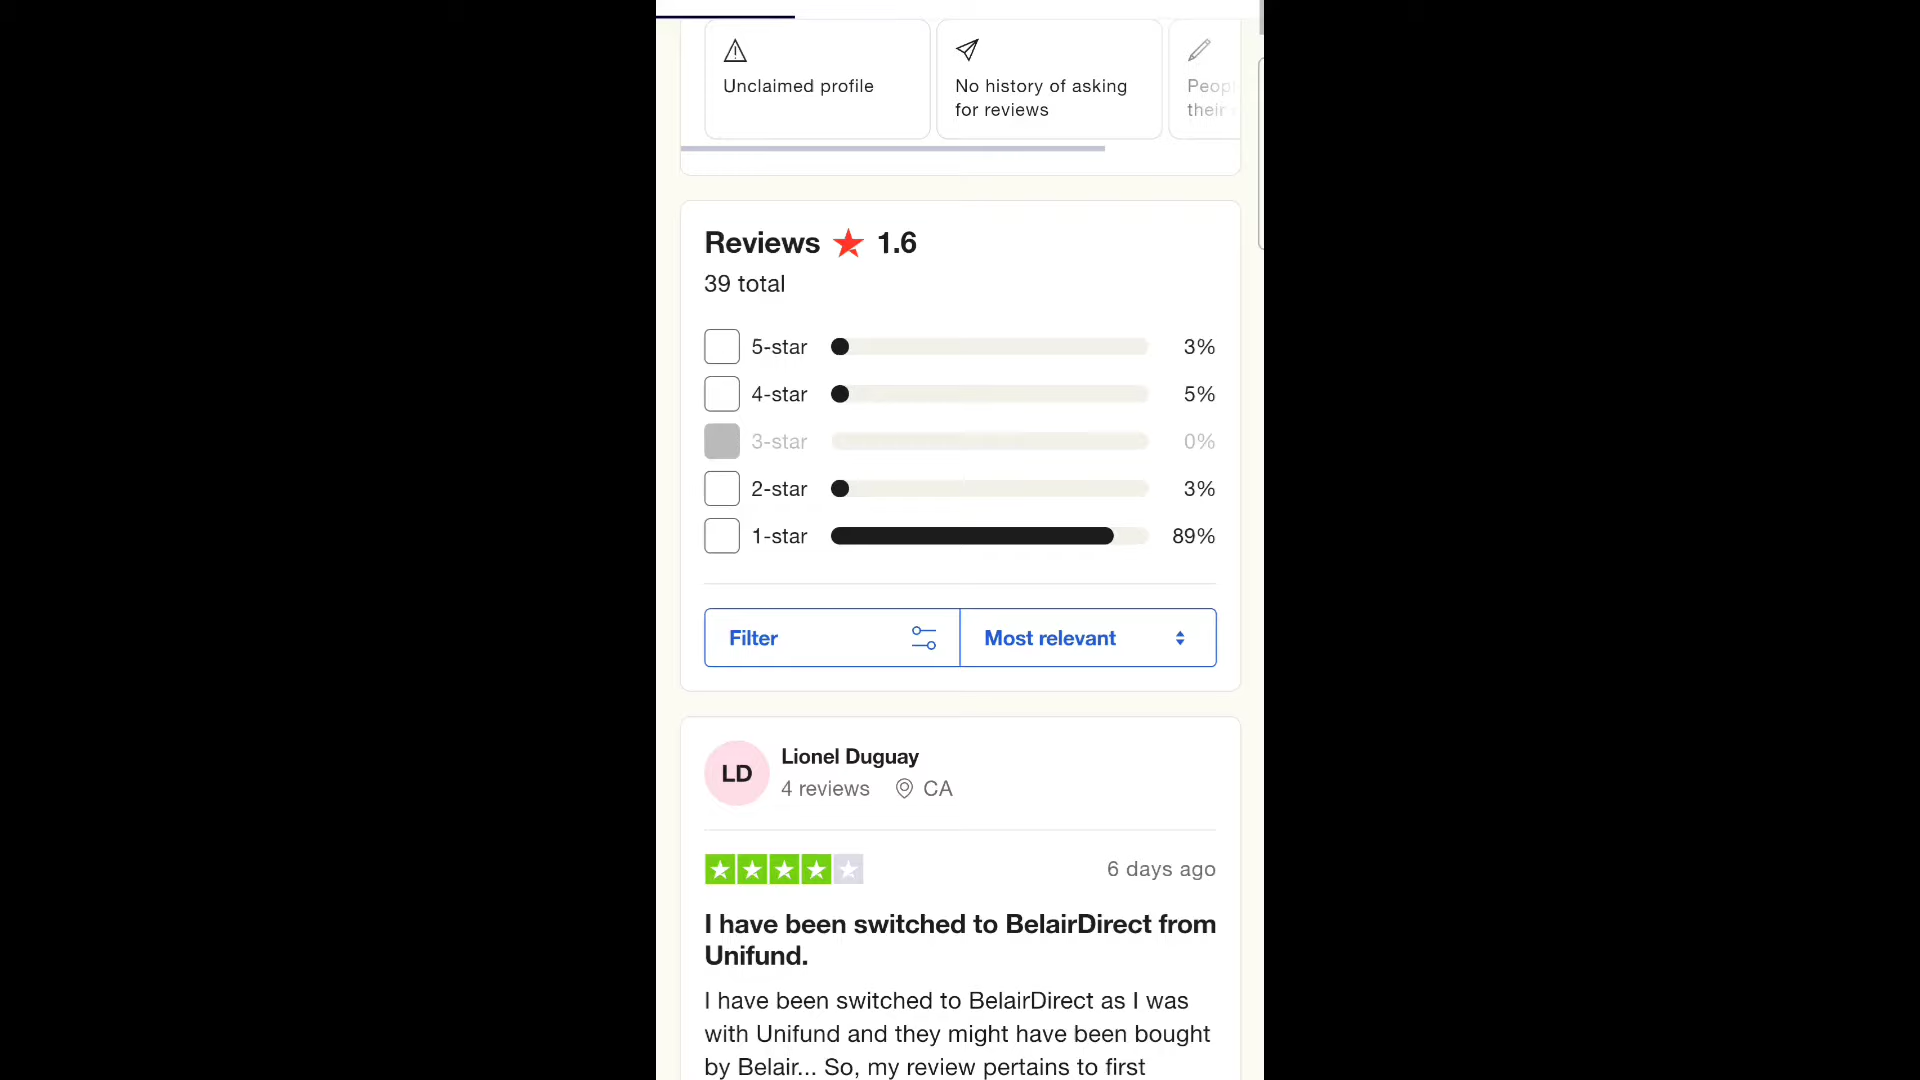 Unclaimed profile
No history of asking
for reviews
Peop
their
Reviews 1.6
39 total
5-star 3%
4-star 5%
3-star 0%
2-star 3%
1-star 89%
Filter
Most relevant
LD
Lionel Duguay
4 reviews CA
6 days ago
I have been switched to BelairDirect from
Unifund.
I have been switched to BelairDirect as I was
with Unifund and they might have been bought
by Belair... So, my review pertains to first